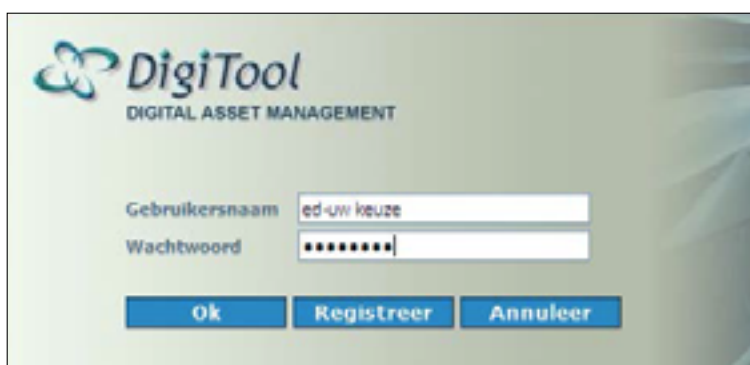 DigiTool
DIGITAL ASSET MANAGEMENT
Gebruikersnaam ed-uw keuze
Wachtwoord ••••••••
Ok Registreer Annuleer